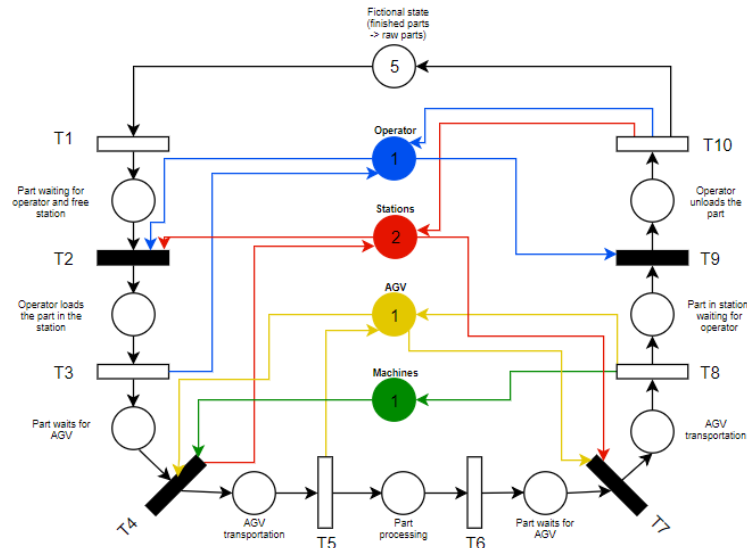 Fictional state
(finished parts
-> raw parts)
5
T1
Operator
1
T10
Part waiting for
operator and free
station
Operator
unloads the
part
Stations
2
T2
T9
Operator loads
the part in the
station
AGV
1
Part in station
waiting for
operator
T3
Machines
1
T8
Part waits for
AGV
AGV
transportation
T4
AGV
transportation
T5
Part
processing
T6
Part waits for
AGV
T7